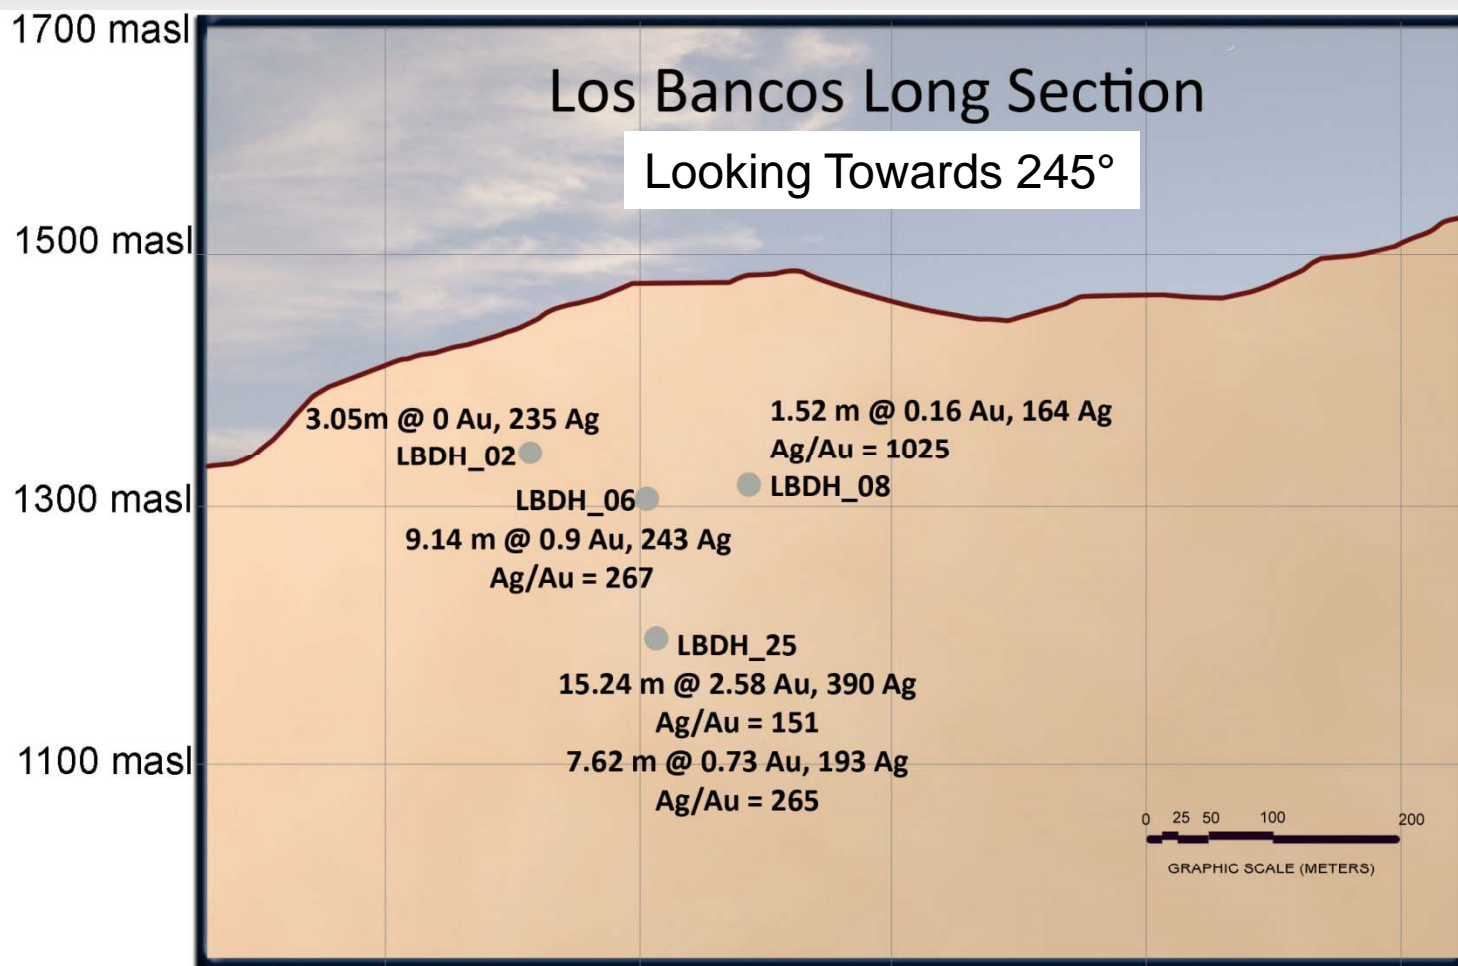 1700 masl
Los Bancos Long Section
Looking Towards 245°
1500 masl
3.05m @ 0 Au, 235 Ag
LBDH_02
1.52 m @ 0.16 Au, 164 Ag
Ag/Au = 1025
LBDH_08
1300 masl
LBDH_06
9.14 m @ 0.9 Au, 243 Ag
Ag/Au = 267
LBDH_25
15.24 m @ 2.58 Au, 390 Ag
Ag/Au = 151
1100 masl
7.62 m @ 0.73 Au, 193 Ag
Ag/Au = 265
0 25 50 100 200
GRAPHIC SCALE (METERS)